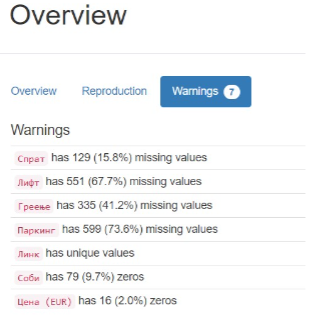 Overview
Overview Reproduction Warnings 7
Warnings
Спрат has 129 (15.8%) missing values
Лифт has 551 (67.7%) missing values
Греење has 335 (41.2%) missing values
Паркинг has 599 (73.6%) missing values
Линк has unique values
Соби has 79 (9.7%) zeros
Цена (EUR) has 16 (2.0%) zeros